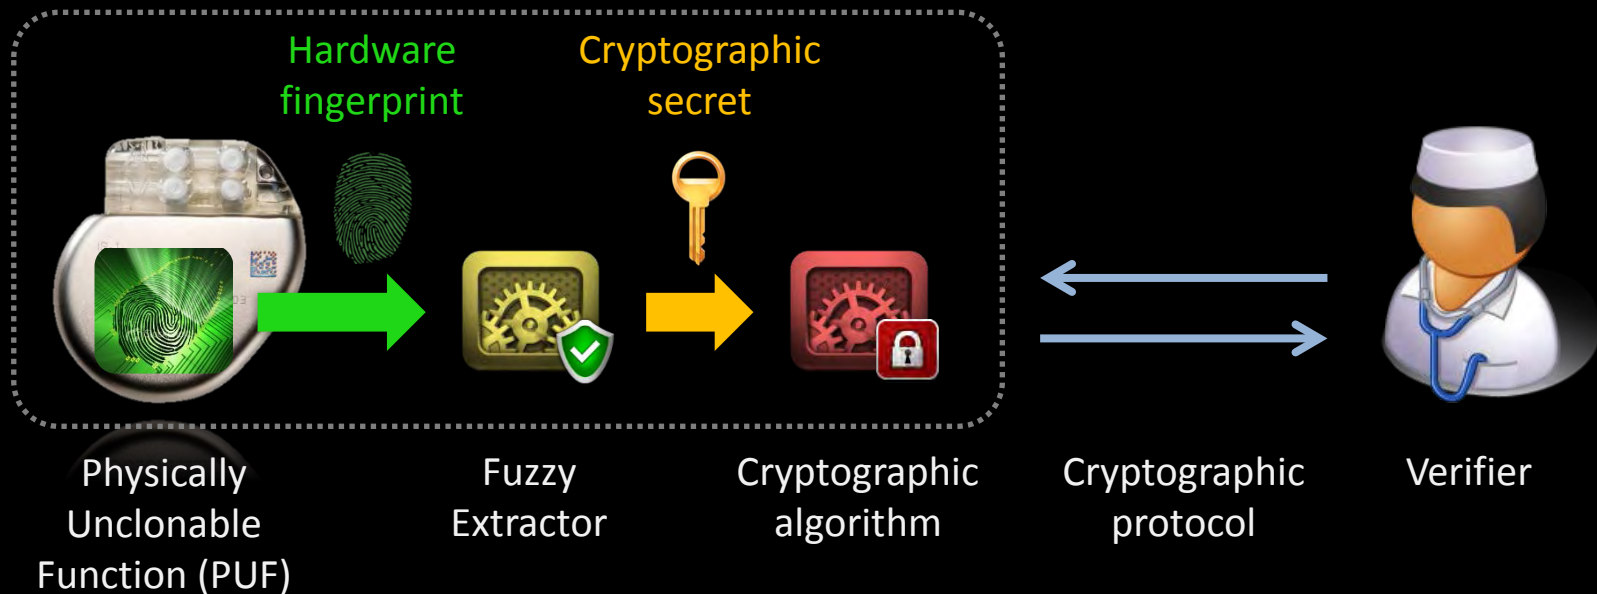 Hardware
fingerprint
Cryptographic
secret
Physically
Unclonable
Function (PUF)
Fuzzy
Extractor
Cryptographic
algorithm
Cryptographic
protocol
Verifier